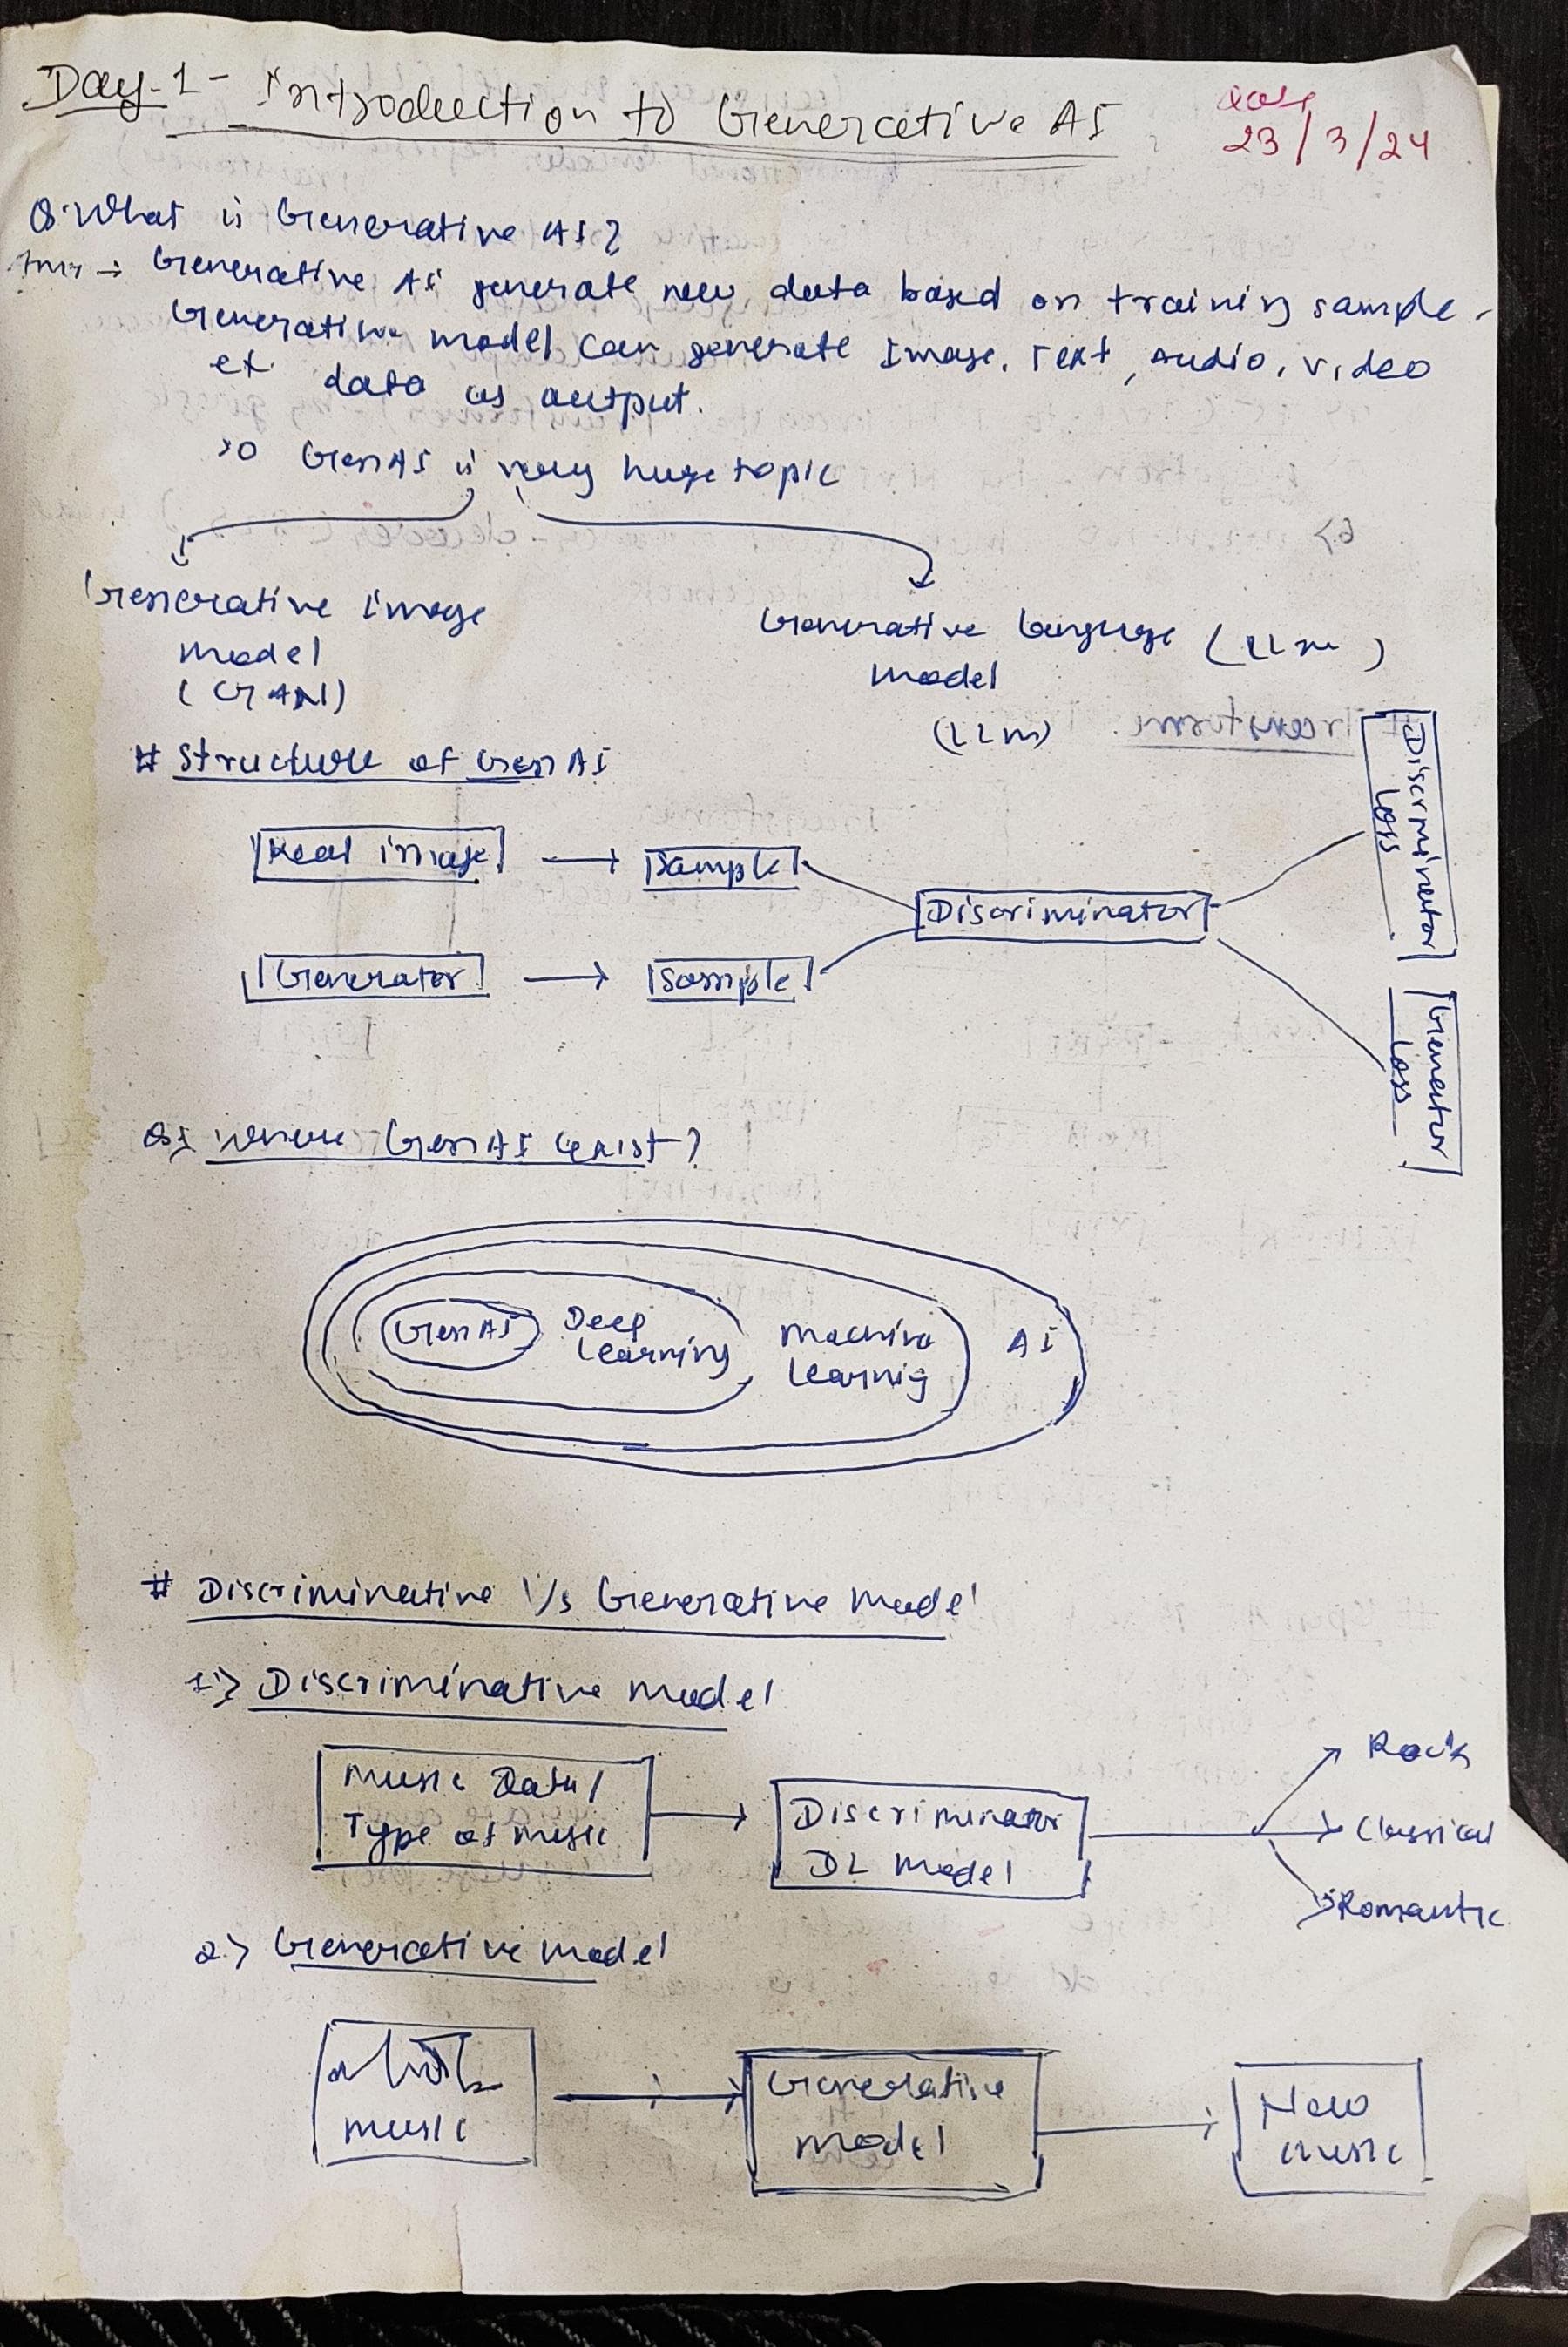 Day-1- Introduction to Generative AI
Date
23/3/24
Q. What is Generative AI?
Ans → Generative AI generate new data based on training sample.
Generative model can generate Image, Text, Audio, video
data as output.
so GenAI is very huge topic
Generative Image
model
(GAN)
Generative Language (LLM)
model
(LLM)
# Structure of GenAI
Real image → Sample
Discriminator
Generator → Sample
Discriminator
Loss
Generator
Loss
Q. Where GenAI exist?
GenAI
Deep
Learning
Machine
Learnig
AI
# Discriminative V/s Generative Model
1.> Discriminative Model
Music Data/
Type of music
Discriminator
DL Model
Rock
Classical
Romantic
2.> Generative Model
music
Generative
model
New
music